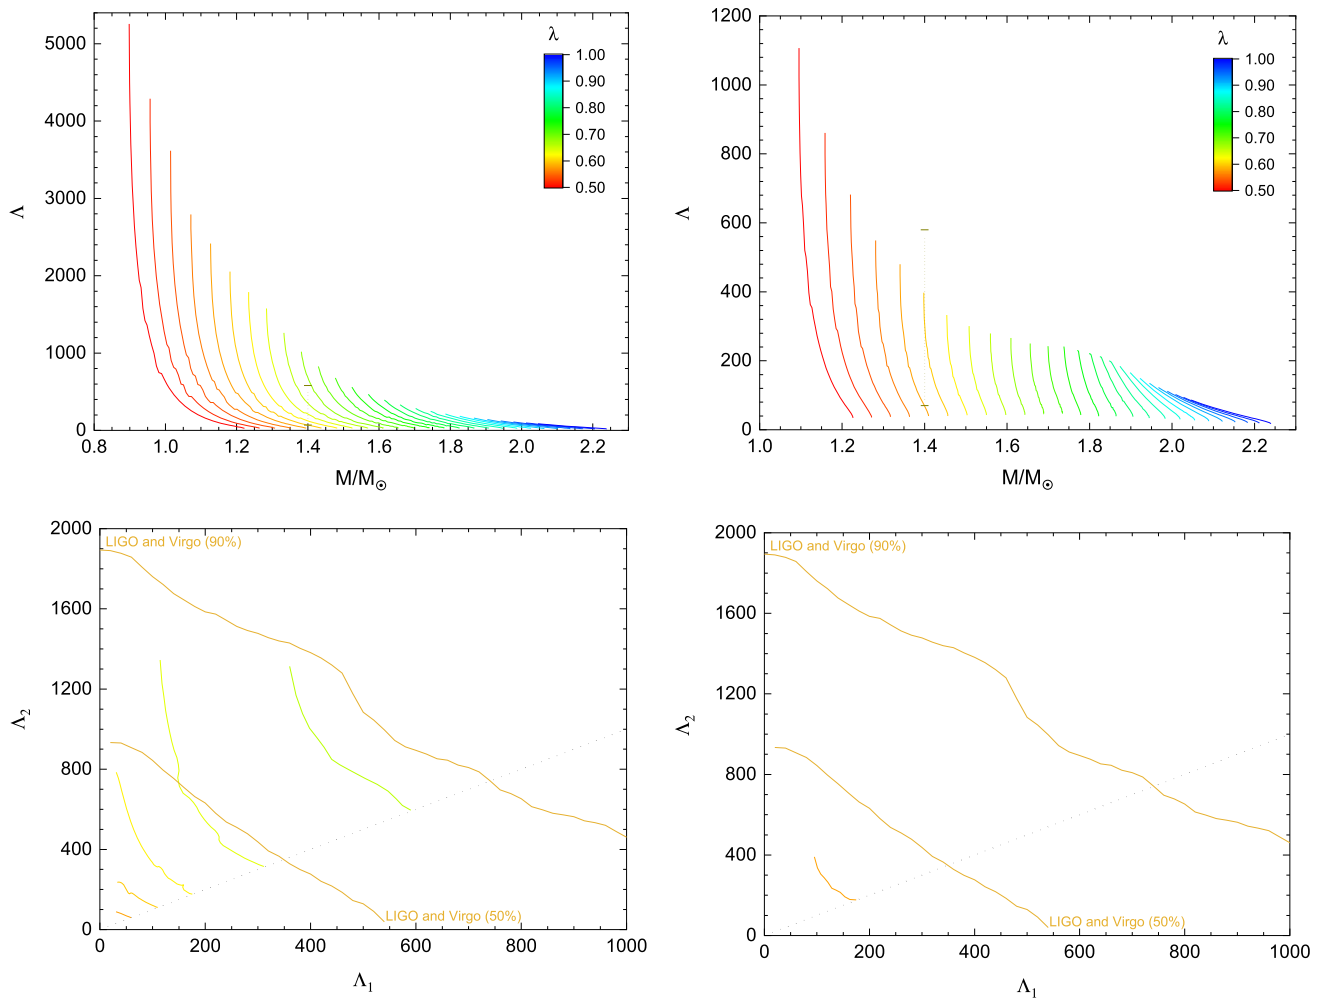 5000
4000
3000
2000
1000
0
Λ
0.8 1.0 1.2 1.4 1.6 1.8 2.0 2.2
M/M⊙
λ
1.00
0.90
0.80
0.70
0.60
0.50
1200
1000
800
600
400
200
0
Λ
1.0 1.2 1.4 1.6 1.8 2.0 2.2
M/M⊙
λ
1.00
0.90
0.80
0.70
0.60
0.50
2000
1600
1200
800
400
0
Λ₂
LIGO and Virgo (90%)
LIGO and Virgo (50%)
0 200 400 600 800 1000
Λ₁
2000
1600
1200
800
400
0
Λ₂
LIGO and Virgo (90%)
LIGO and Virgo (50%)
0 200 400 600 800 1000
Λ₁